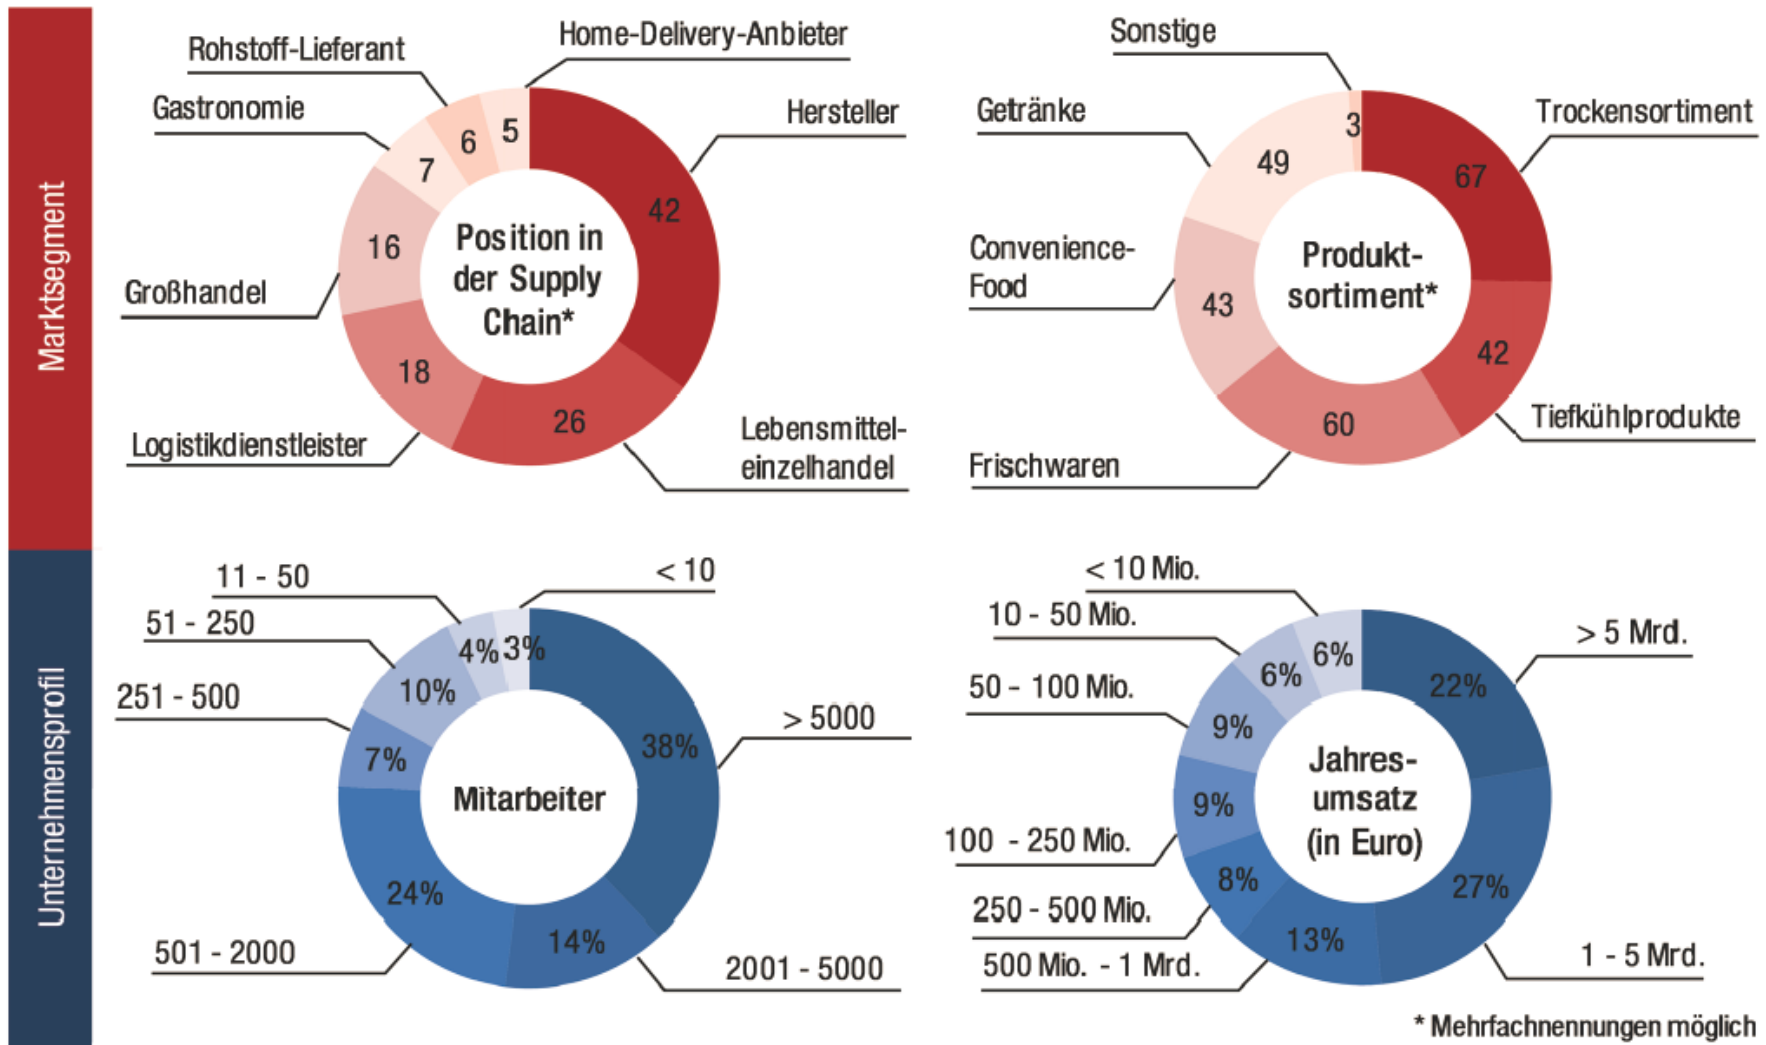 Marktsegment
Rohstoff-Lieferant
Home-Delivery-Anbieter
Gastronomie
Hersteller
Großhandel
Logistikdienstleister
Lebensmittel-
einzelhandel
5
6
7
42
16
18
26
Position in
der Supply
Chain*
Sonstige
Getränke
Trockensortiment
Convenience-
Food
Tiefkühlprodukte
Frischwaren
3
49
67
43
42
60
Produkt-
sortiment*
Unternehmensprofil
11 - 50
< 10
51 - 250
251 - 500
> 5000
501 - 2000
2001 - 5000
4%
3%
10%
7%
38%
24%
14%
Mitarbeiter
< 10 Mio.
10 - 50 Mio.
> 5 Mrd.
50 - 100 Mio.
100 - 250 Mio.
250 - 500 Mio.
500 Mio. - 1 Mrd.
1 - 5 Mrd.
6%
6%
22%
9%
9%
8%
27%
13%
Jahres-
umsatz
(in Euro)
* Mehrfachnennungen möglich